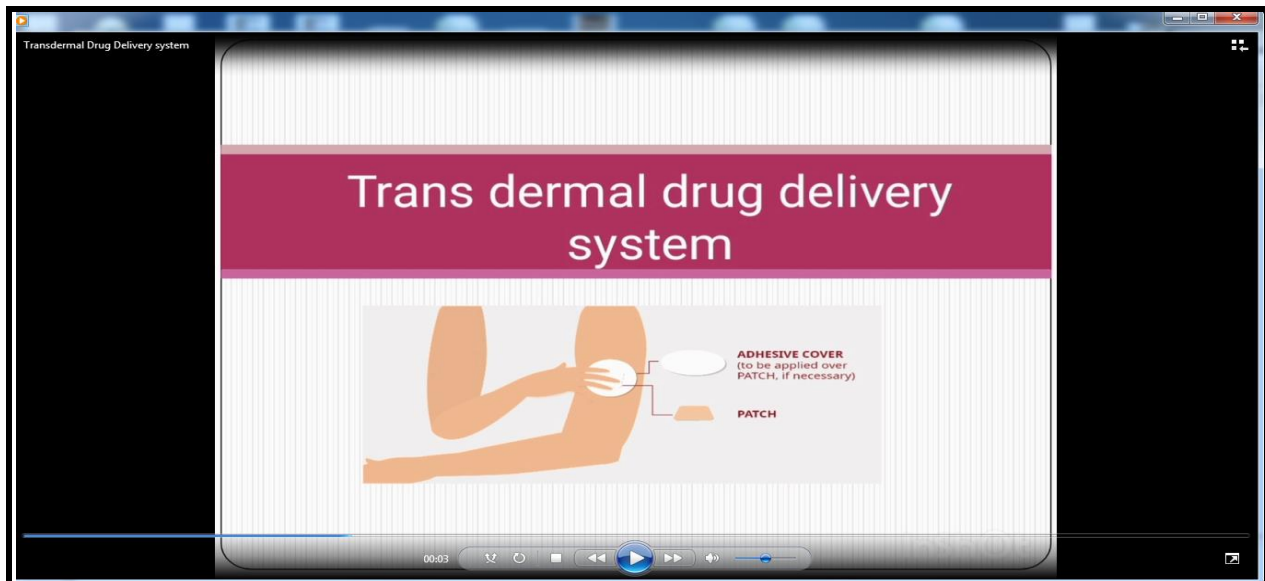 Transdermal Drug Delivery system
Trans dermal drug delivery
system
ADHESIVE COVER
(to be applied over
PATCH, if necessary)
PATCH
00:03